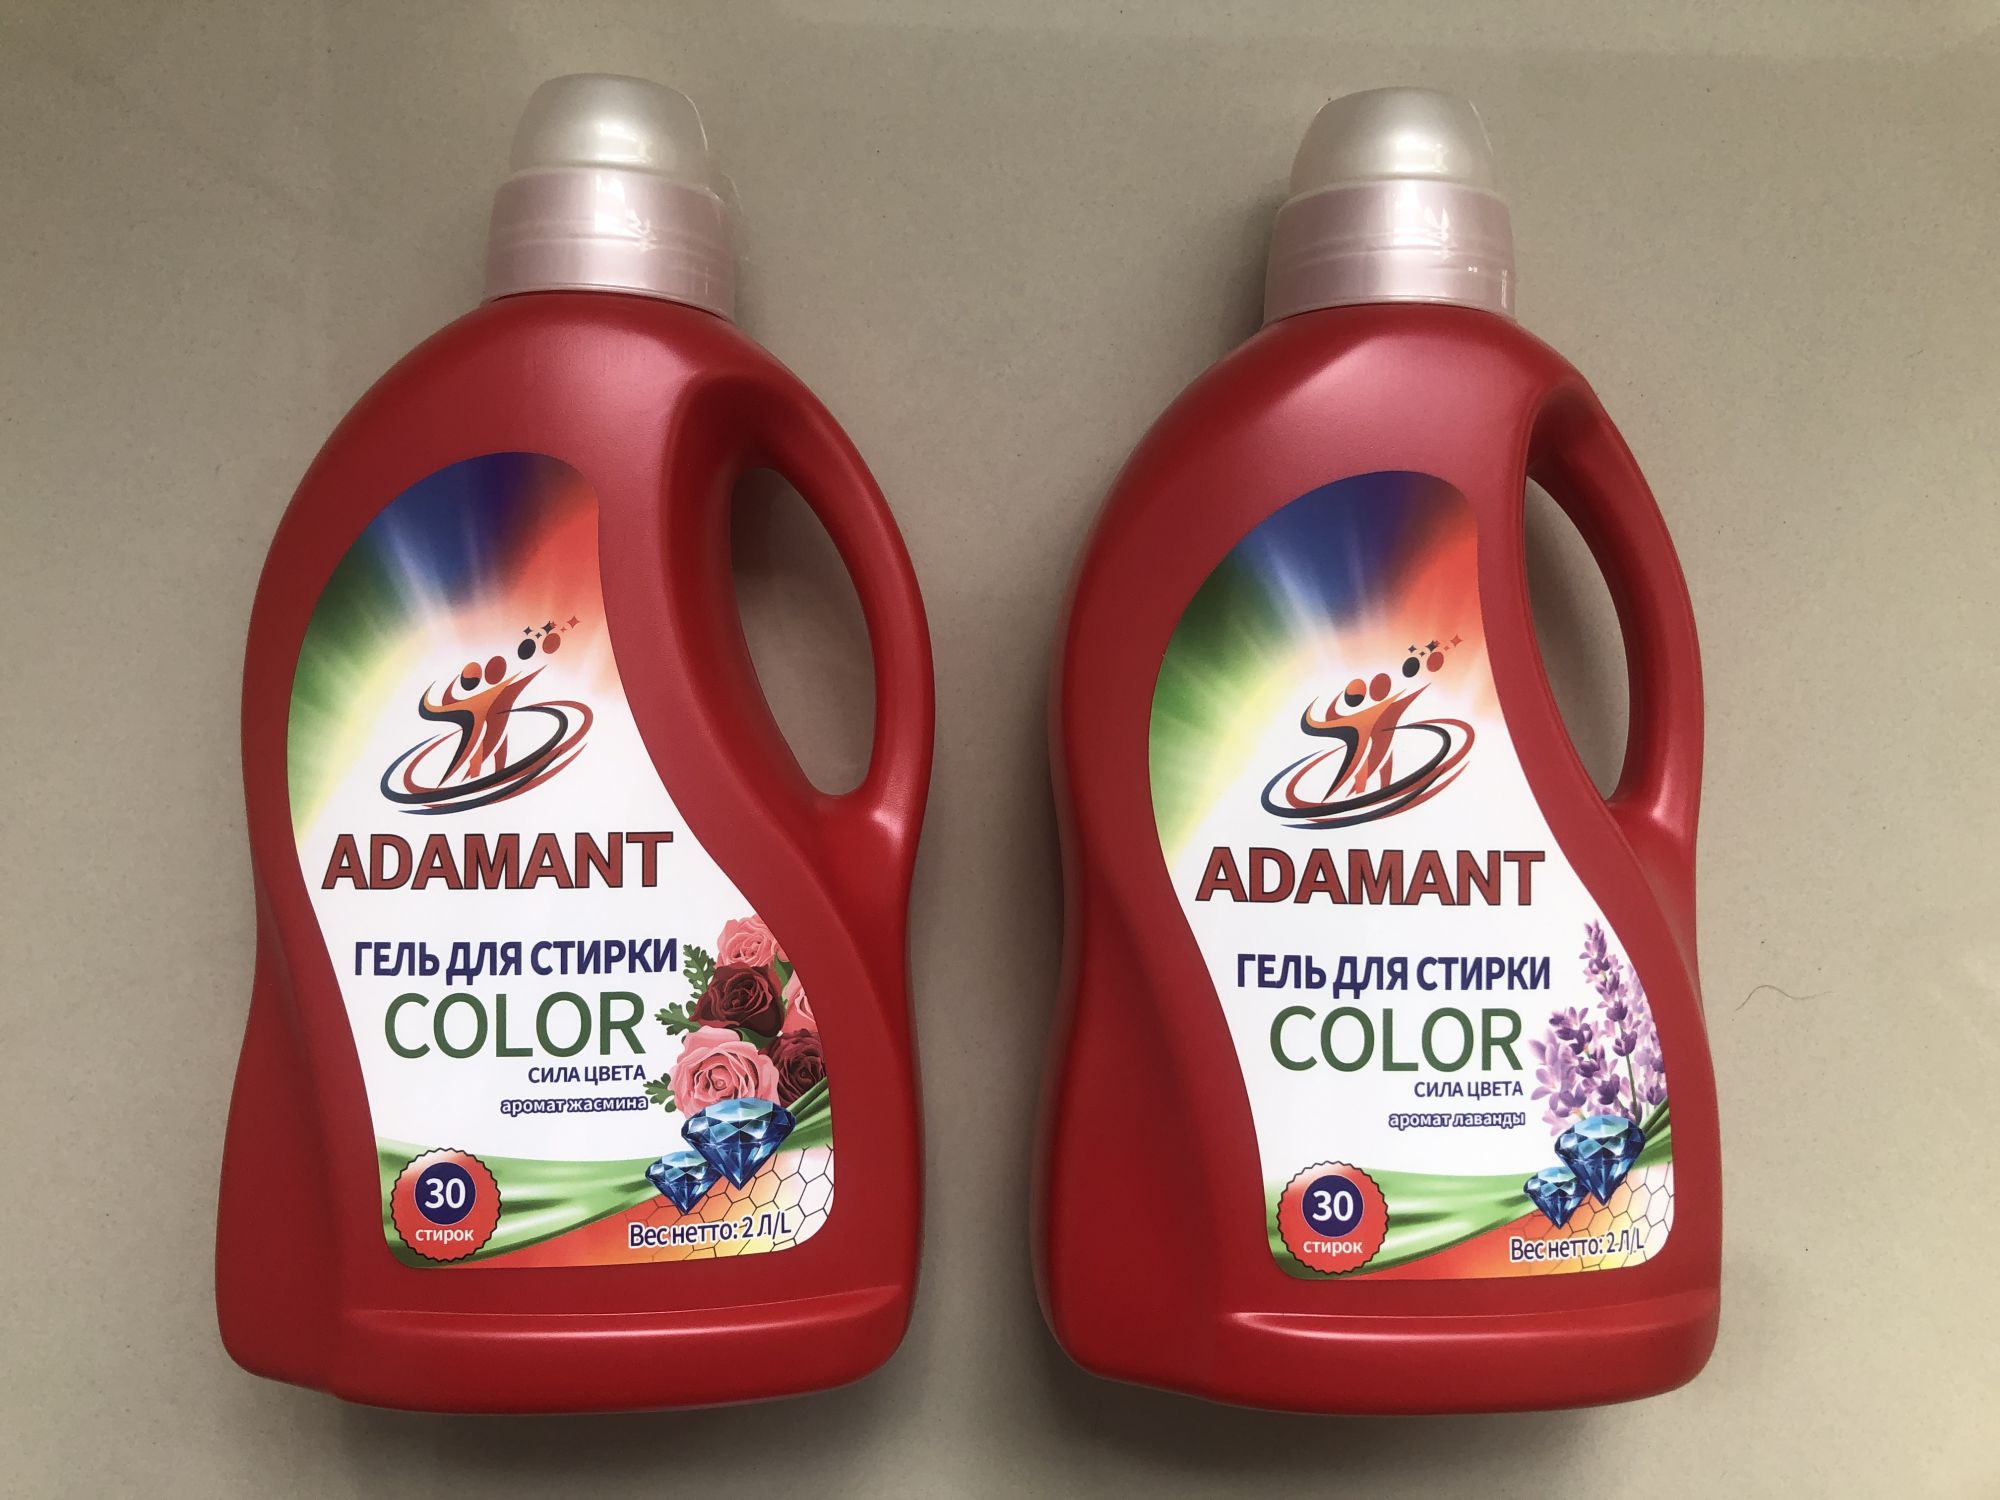 ADAMANT
ГЕЛЬ ДЛЯ СТИРКИ
COLOR
СИЛА ЦВЕТА
аромат жасмина
30
стирок
Вес нетто: 2 Л/L
ADAMANT
ГЕЛЬ ДЛЯ СТИРКИ
COLOR
СИЛА ЦВЕТА
аромат лаванды
30
стирок
Вес нетто: 2 Л/L